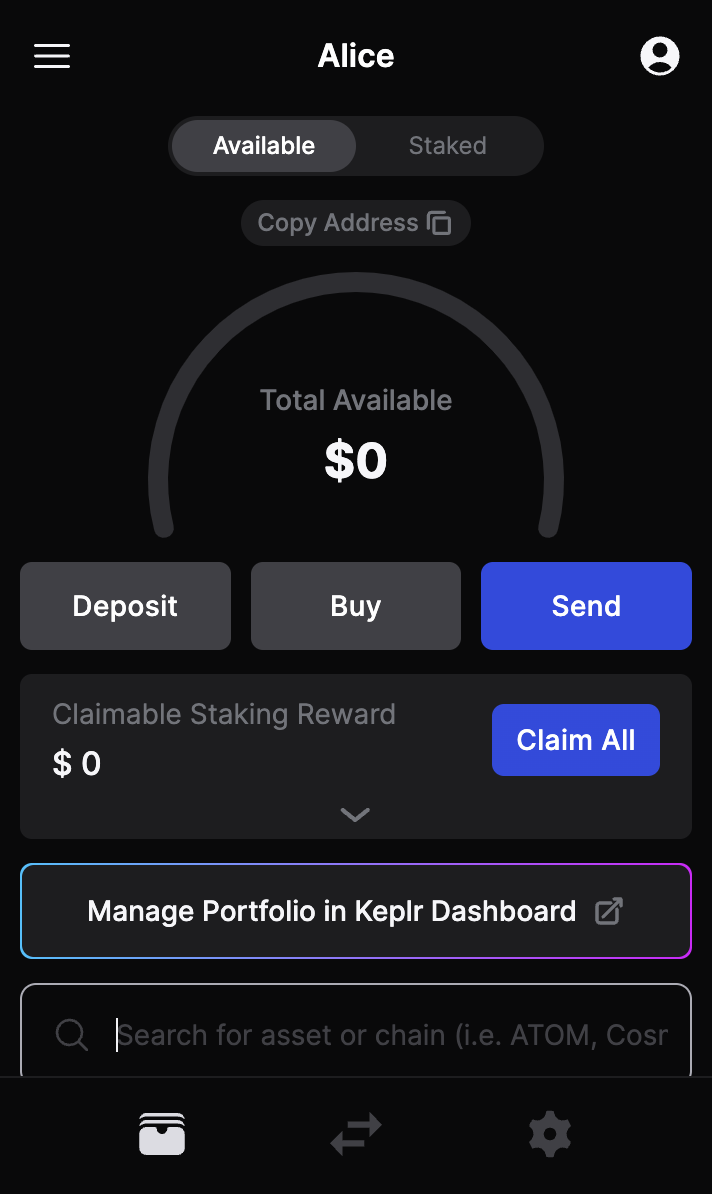 Alice
Available
Staked
Copy Address
Total Available
$0
Deposit
Buy
Send
Claimable Staking Reward
$ 0
Claim All
Manage Portfolio in Keplr Dashboard
Search for asset or chain (i.e. ATOM, Cosr